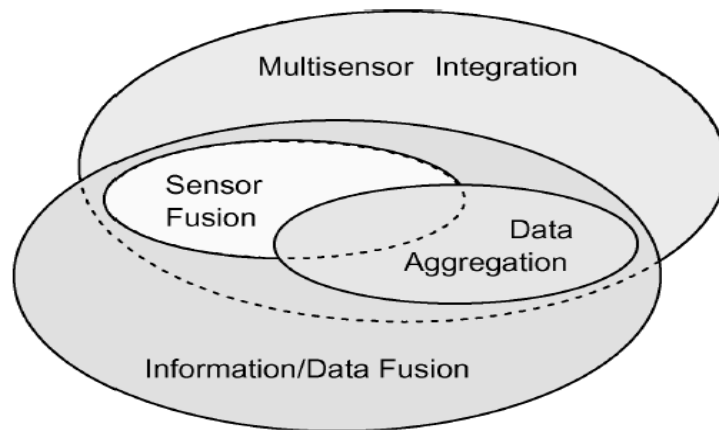 Multisensor Integration
Sensor
Fusion
Data
Aggregation
Information/Data Fusion